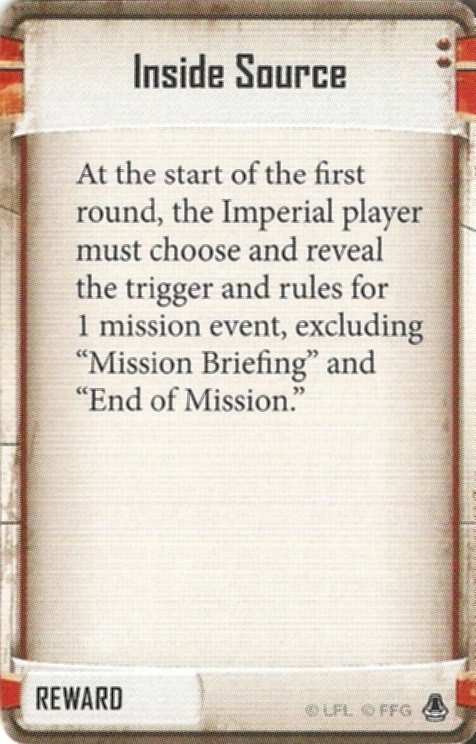 Inside Source
At the start of the first
round, the Imperial player
must choose and reveal
the trigger and rules for
1 mission event, excluding
“Mission Briefing” and
“End of Mission.”
REWARD
© LFL © FFG